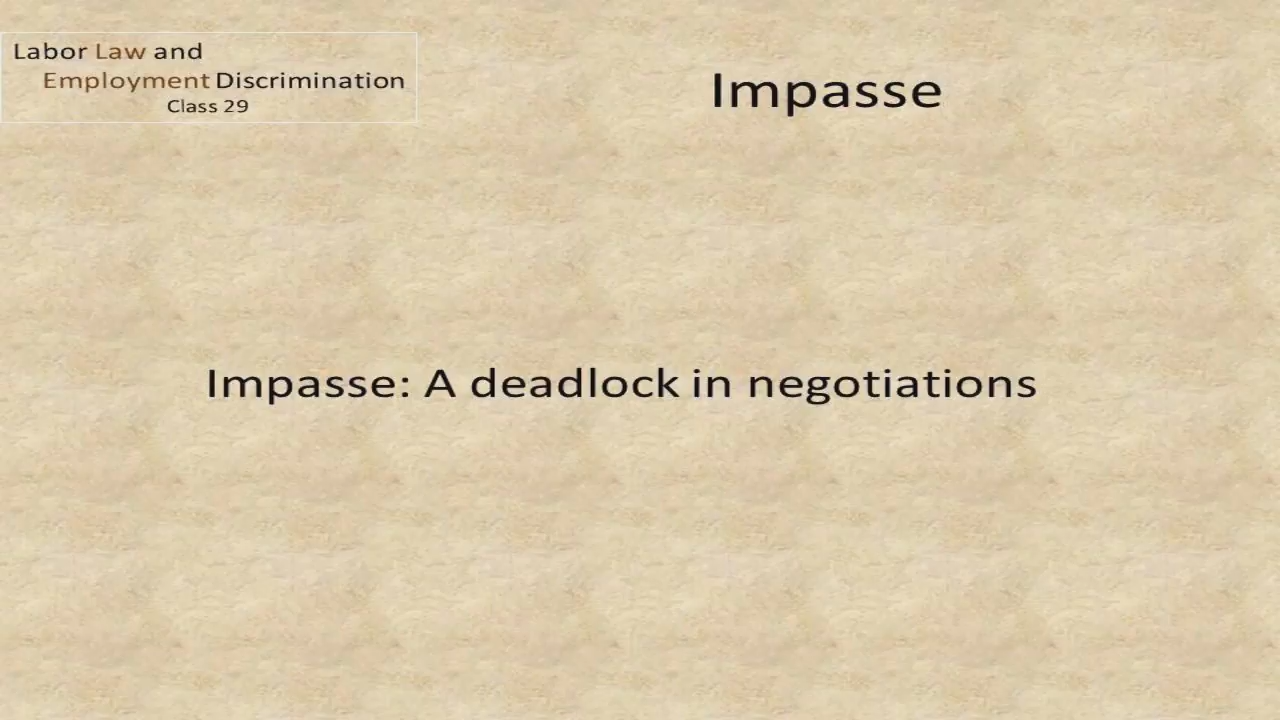 Labor Law and
Employment Discrimination
Class 29
Impasse
Impasse: A deadlock in negotiations